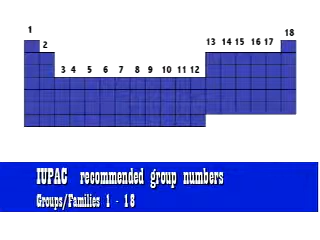 1
18
2
13 14 15 16 17
3 4 5 6 7 8 9 10 11 12
IUPAC recommended group numbers
Groups/Families 1 - 18